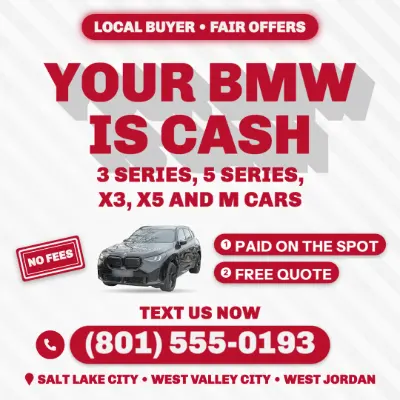 LOCAL BUYER • FAIR OFFERS
YOUR BMW
IS CASH
3 SERIES, 5 SERIES,
X3, X5 AND M CARS
NO FEES
1 PAID ON THE SPOT
2 FREE QUOTE
TEXT US NOW
(801) 555-0193
SALT LAKE CITY • WEST VALLEY CITY • WEST JORDAN